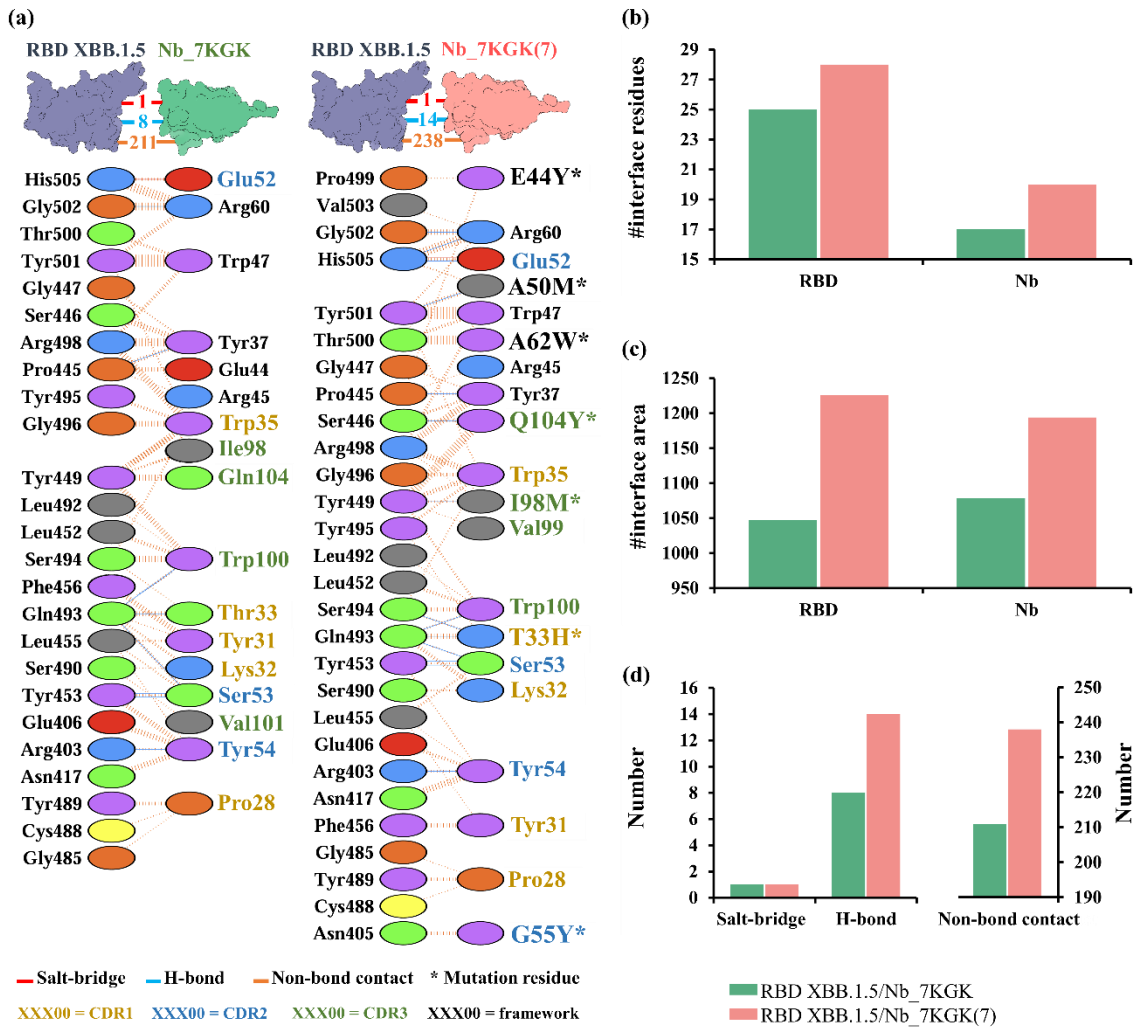 (a)
RBD XBB.1.5 Nb_7KGK
1
8
211
His505 Glu52
Gly502 Arg60
Thr500
Tyr501 Trp47
Gly447
Ser446
Arg498 Tyr37
Pro445 Glu44
Tyr495 Arg45
Gly496 Trp35
Ile98
Tyr449 Gln104
Leu492
Leu452
Ser494 Trp100
Phe456
Gln493 Thr33
Leu455 Tyr31
Ser490 Lys32
Tyr453 Ser53
Glu406 Val101
Arg403 Tyr54
Asn417
Tyr489 Pro28
Cys488
Gly485
RBD XBB.1.5 Nb_7KGK(7)
1
14
238
Pro499 E44Y*
Val503
Gly502 Arg60
His505 Glu52
A50M*
Tyr501 Trp47
Thr500 A62W*
Gly447 Arg45
Pro445 Tyr37
Ser446 Q104Y*
Arg498
Gly496 Trp35
Tyr449 I98M*
Tyr495 Val99
Leu492
Leu452
Ser494 Trp100
Gln493 T33H*
Tyr453 Ser53
Ser490 Lys32
Leu455
Glu406
Arg403 Tyr54
Asn417
Phe456 Tyr31
Gly485
Tyr489 Pro28
Cys488
Asn405 G55Y*
Salt-bridge H-bond Non-bond contact * Mutation residue
XXX00 = CDR1 XXX00 = CDR2 XXX00 = CDR3 XXX00 = framework
(b)
#interface residues
29
27
25
23
21
19
17
15
RBD Nb
(c)
#interface area
1250
1200
1150
1100
1050
1000
950
RBD Nb
(d)
Number
16
14
12
10
8
6
4
2
0
Salt-bridge H-bond Non-bond contact
250
240
230
220
210
200
190
Number
RBD XBB.1.5/Nb_7KGK
RBD XBB.1.5/Nb_7KGK(7)